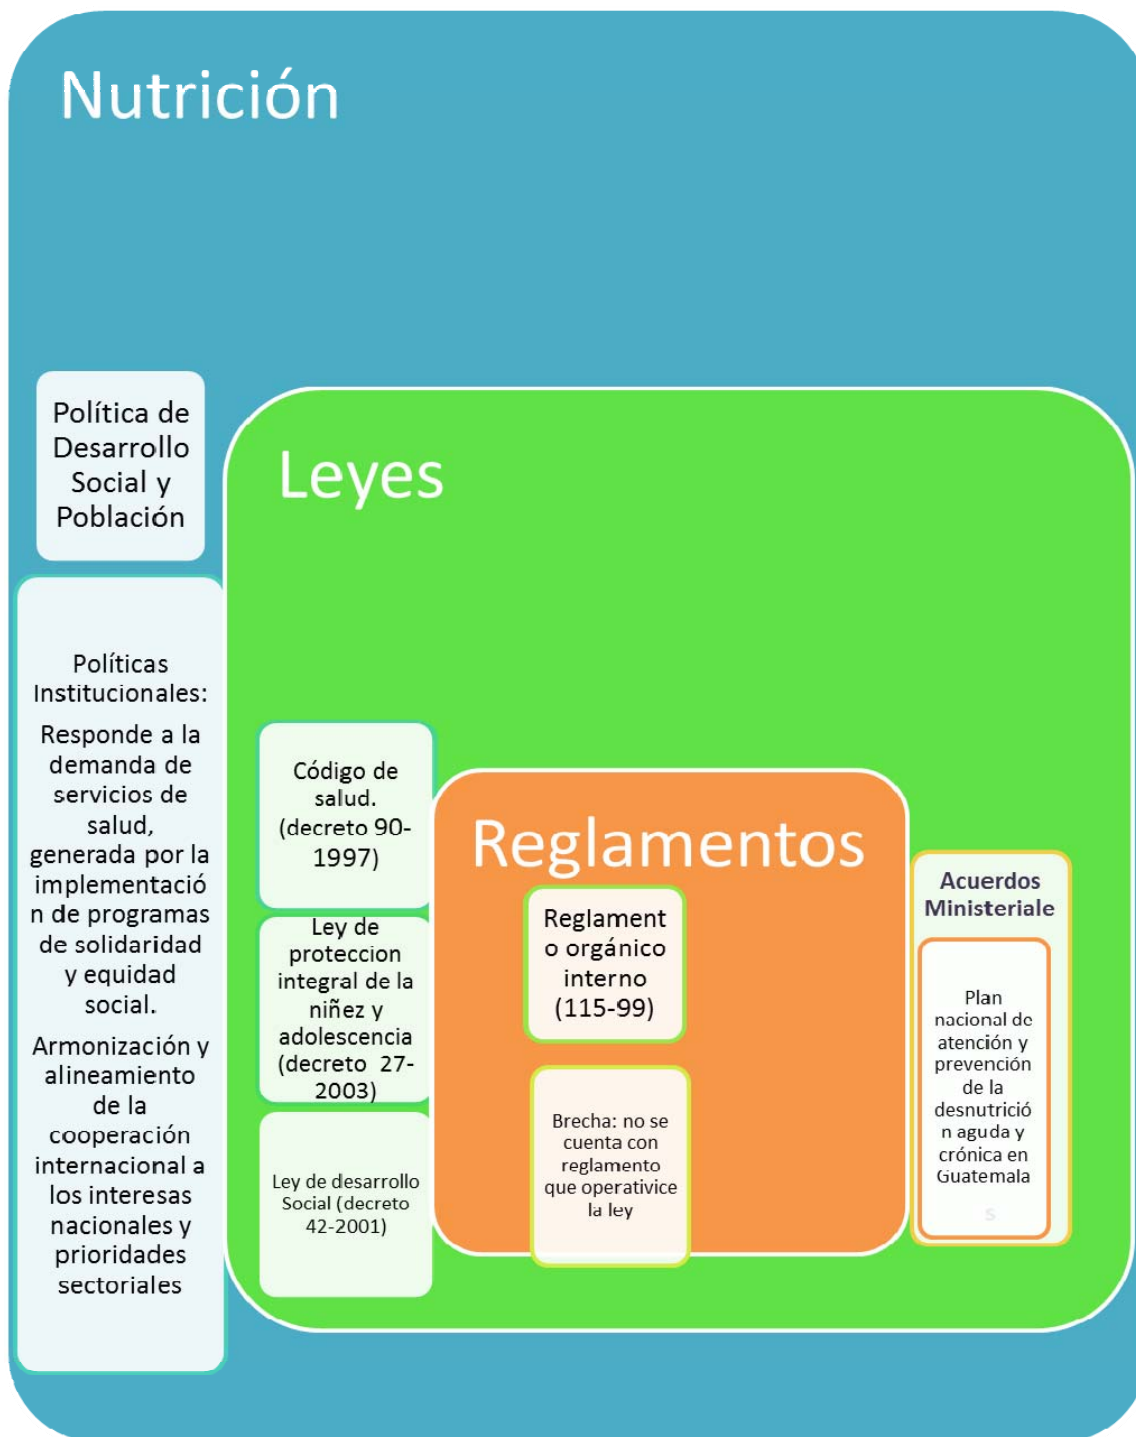 Nutrición
Política de
Desarrollo
Social y
Población
Políticas
Institucionales:
Responde a la
demanda de
servicios de
salud,
generada por la
implementació
n de programas
de solidaridad
y equidad
social.
Armonización y
alineamiento
de la
cooperación
internacional a
los interesas
nacionales y
prioridades
sectoriales
Leyes
Código de
salud.
(decreto 90-
1997)
Ley de
proteccion
integral de la
niñez y
adolescencia
(decreto 27-
2003)
Ley de desarrollo
Social (decreto
42-2001)
Reglamentos
Reglament
o orgánico
interno
(115-99)
Brecha: no se
cuenta con
reglamento
que operativice
la ley
Acuerdos
Ministeriale
Plan
nacional de
atención y
prevención
de la
desnutrició
n aguda y
crónica en
Guatemala
s